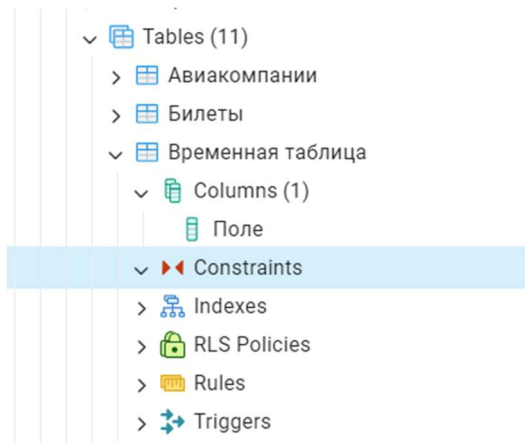 Tables (11)
Авиакомпании
Билеты
Временная таблица
Columns (1)
Поле
Constraints
Indexes
RLS Policies
Rules
Triggers